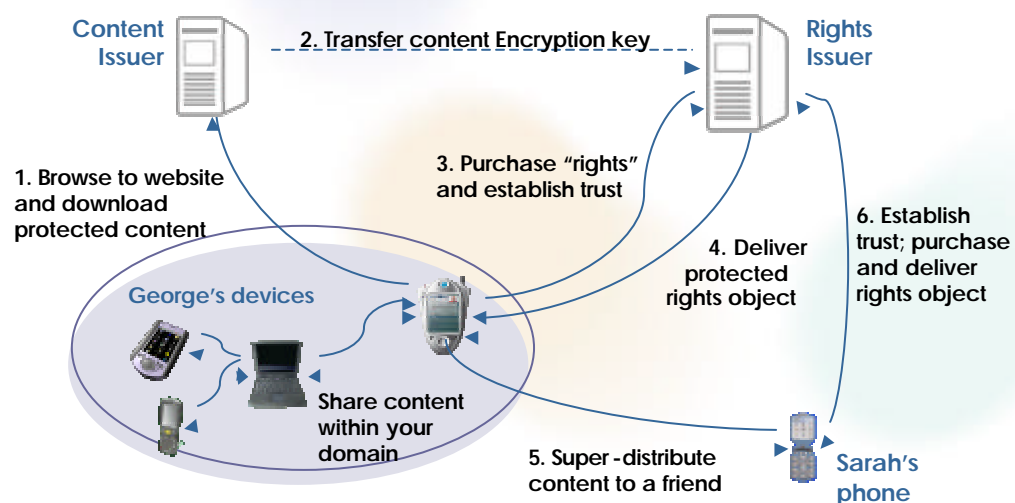 Content
Issuer
2. Transfer content Encryption key
Rights
Issuer
1. Browse to website
and download
protected content
3. Purchase “rights”
and establish trust
4. Deliver
protected
rights object
6. Establish
trust; purchase
and deliver
rights object
George's devices
Share content
within your
domain
5. Super-distribute
content to a friend
Sarah's
phone